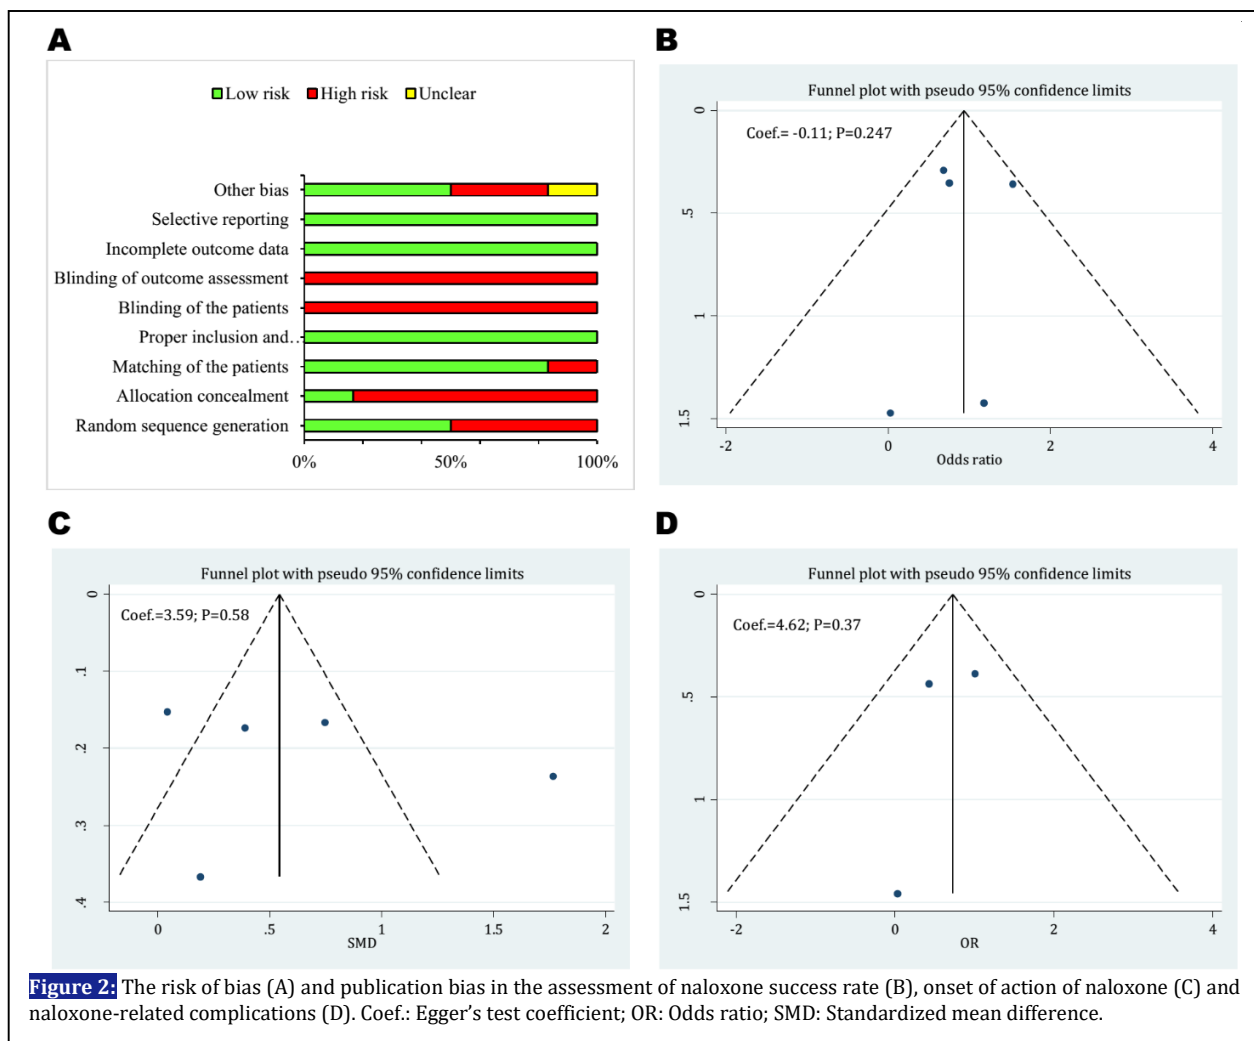 A
Low risk High risk Unclear
Other bias
Selective reporting
Incomplete outcome data
Blinding of outcome assessment
Blinding of the patients
Proper inclusion and…
Matching of the patients
Allocation concealment
Random sequence generation
0% 50% 100%
B
Funnel plot with pseudo 95% confidence limits
Coef.= -0.11; P=0.247
0
.5
1
1.5
-2 0 2 4
Odds ratio
C
Funnel plot with pseudo 95% confidence limits
Coef.=3.59; P=0.58
0
.1
.2
.3
.4
0 .5 1 1.5 2
SMD
D
Funnel plot with pseudo 95% confidence limits
Coef.=4.62; P=0.37
0
.5
1
1.5
-2 0 2 4
OR
Figure 2: The risk of bias (A) and publication bias in the assessment of naloxone success rate (B), onset of action of naloxone (C) and
naloxone-related complications (D). Coef.: Egger's test coefficient; OR: Odds ratio; SMD: Standardized mean difference.